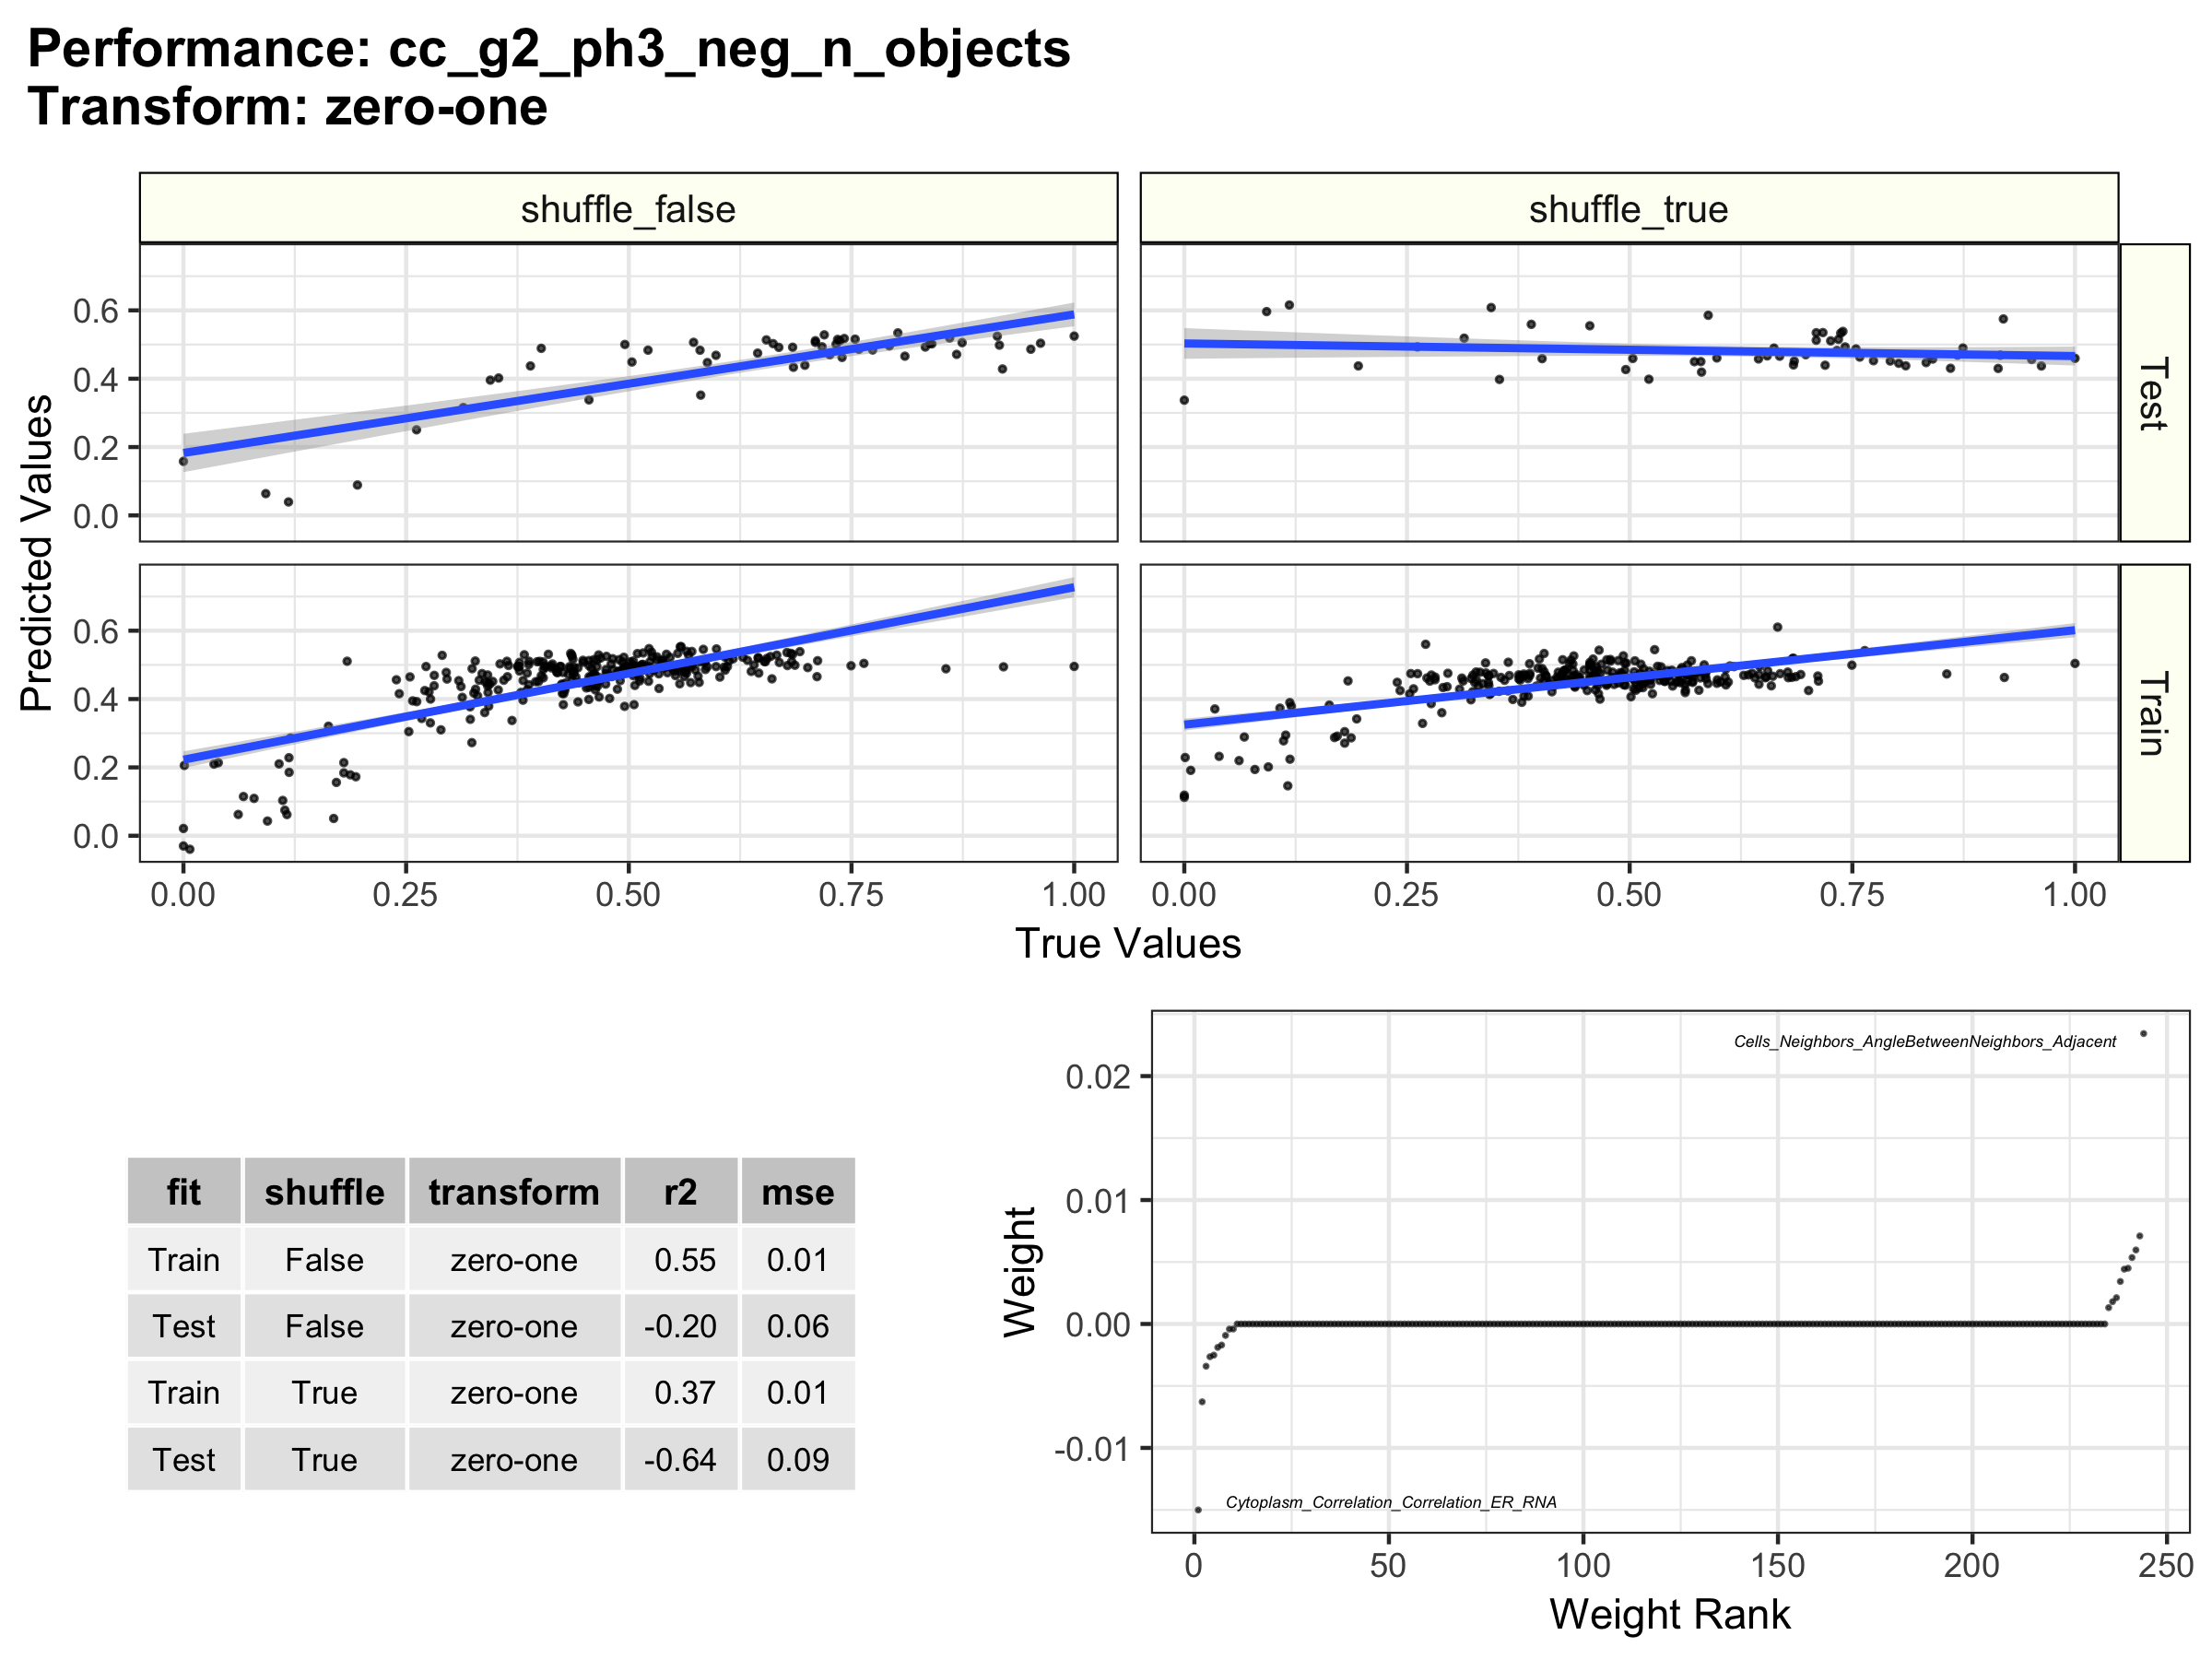 Performance: cc_g2_ph3_neg_n_objects
Transform: zero-one
shuffle_false
shuffle_true
Predicted Values
0.6
0.4
0.2
0.0
Test
0.6
0.4
0.2
0.0
Train
0.00 0.25 0.50 0.75 1.00
0.00 0.25 0.50 0.75 1.00
True Values
fit shuffle transform r2 mse
Train False zero-one 0.55 0.01
Test False zero-one -0.20 0.06
Train True zero-one 0.37 0.01
Test True zero-one -0.64 0.09
Weight
0.02
0.01
0.00
-0.01
Cells_Neighbors_AngleBetweenNeighbors_Adjacent
Cytoplasm_Correlation_Correlation_ER_RNA
0 50 100 150 200 250
Weight Rank